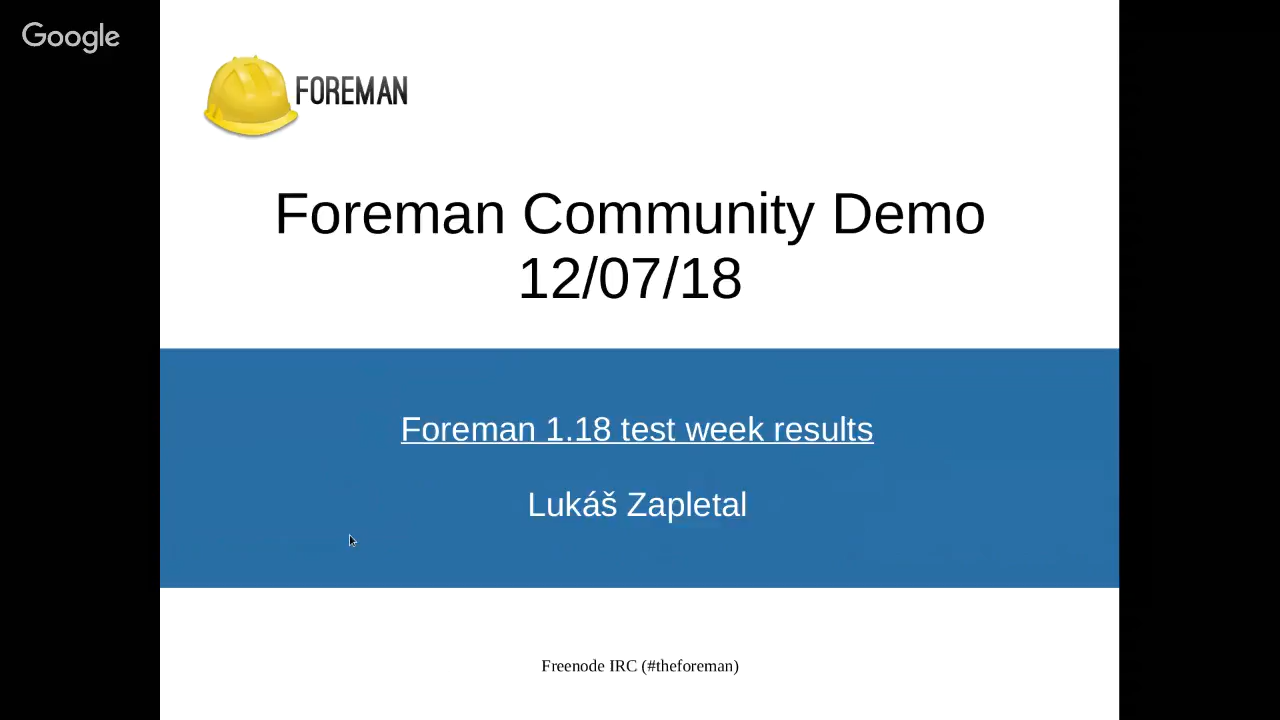 Google
FOREMAN
Foreman Community Demo
12/07/18
Foreman 1.18 test week results
Lukáš Zapletal
Freenode IRC (#theforeman)